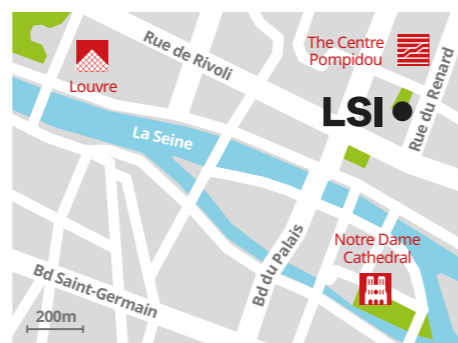 Rue de Rivoli
The Centre
Pompidou
Louvre
LSI
Rue du Renard
La Seine
Notre Dame
Cathedral
Bd du Palais
Bd Saint-Germain
200m